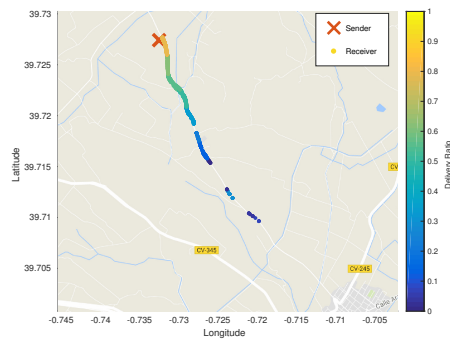 39.73
39.725
39.72
39.715
39.71
39.705
Latitude
-0.745
-0.74
-0.735
-0.73
-0.725
-0.72
-0.715
-0.71
-0.705
Longitude
Sender
Receiver
CV-345
CV-245
CV
Calle Ar
1
0.9
0.8
0.7
0.6
0.5
0.4
0.3
0.2
0.1
0
Delivery Ratio